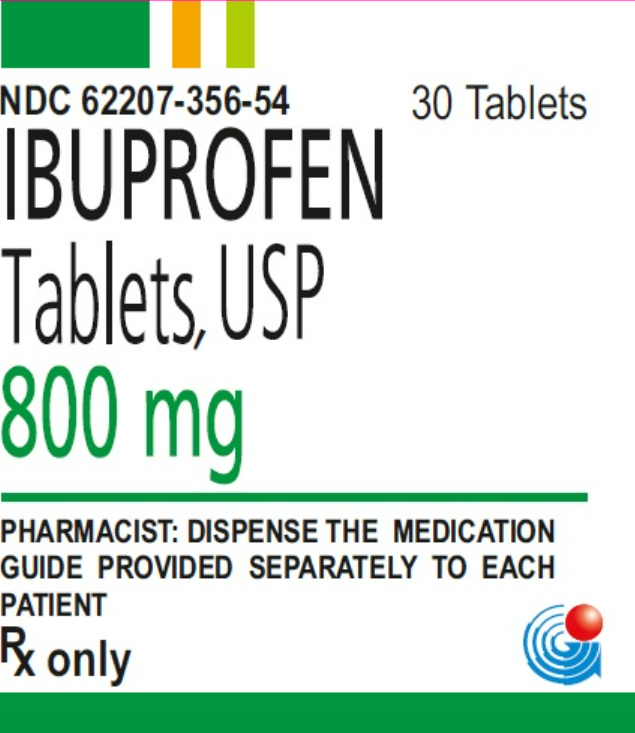 NDC 62207-356-54 30 Tablets
IBUPROFEN
Tablets, USP
800 mg
PHARMACIST: DISPENSE THE MEDICATION
GUIDE PROVIDED SEPARATELY TO EACH
PATIENT
Rx only